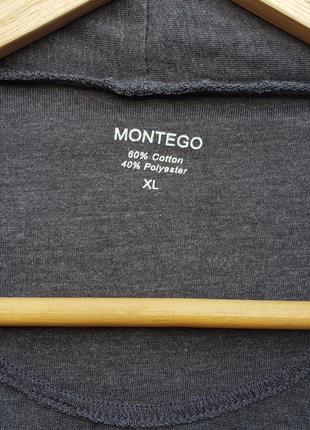 MONTEGO
60% Cotton
40% Polyester
XL